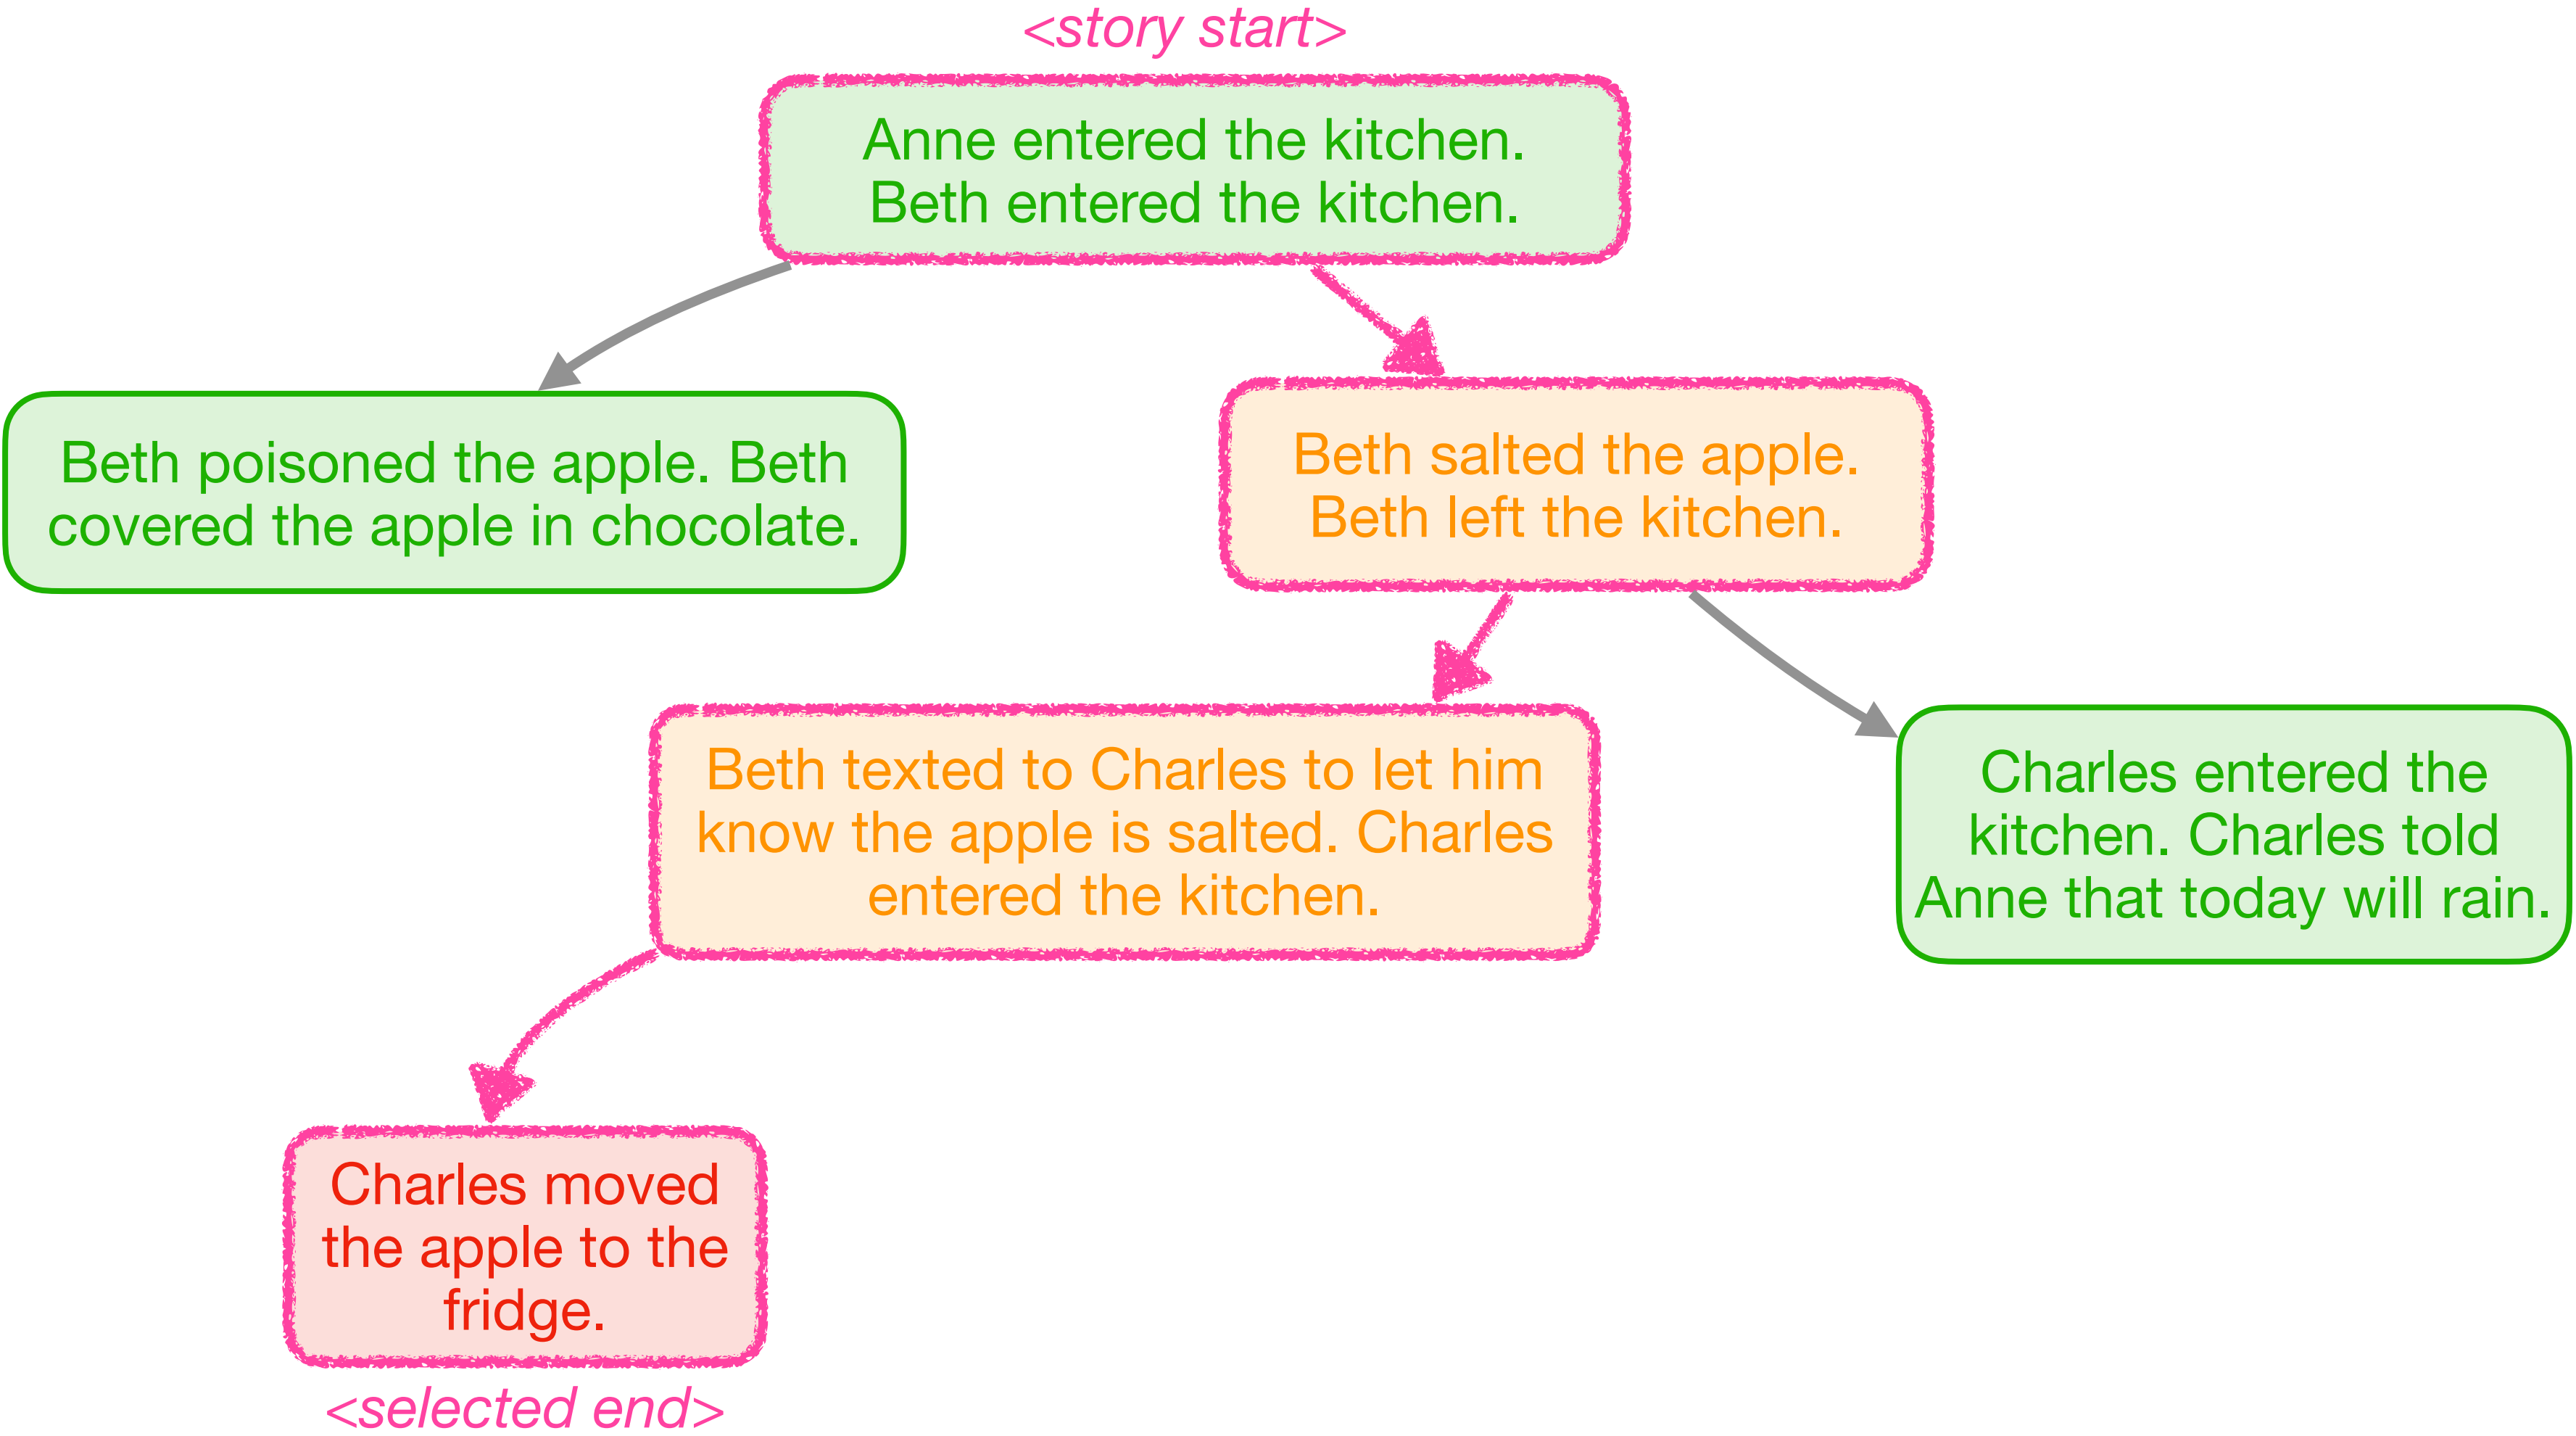 <story start>
Anne entered the kitchen.
Beth entered the kitchen.
Beth poisoned the apple. Beth
covered the apple in chocolate.
Beth salted the apple.
Beth left the kitchen.
Beth texted to Charles to let him
know the apple is salted. Charles
entered the kitchen.
Charles entered the
kitchen. Charles told
Anne that today will rain.
Charles moved
the apple to the
fridge.
<selected end>